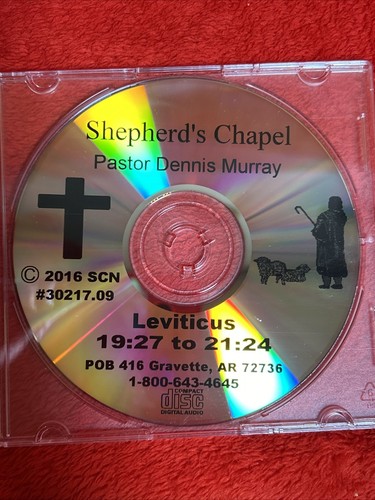 Shepherd's Chapel
Pastor Dennis Murray
© 2016 SCN
#30217.09
Leviticus
19:27 to 21:24
POB 416 Gravette, AR 72736
1-800-643-4645
COMPACT
disc
DIGITAL AUDIO